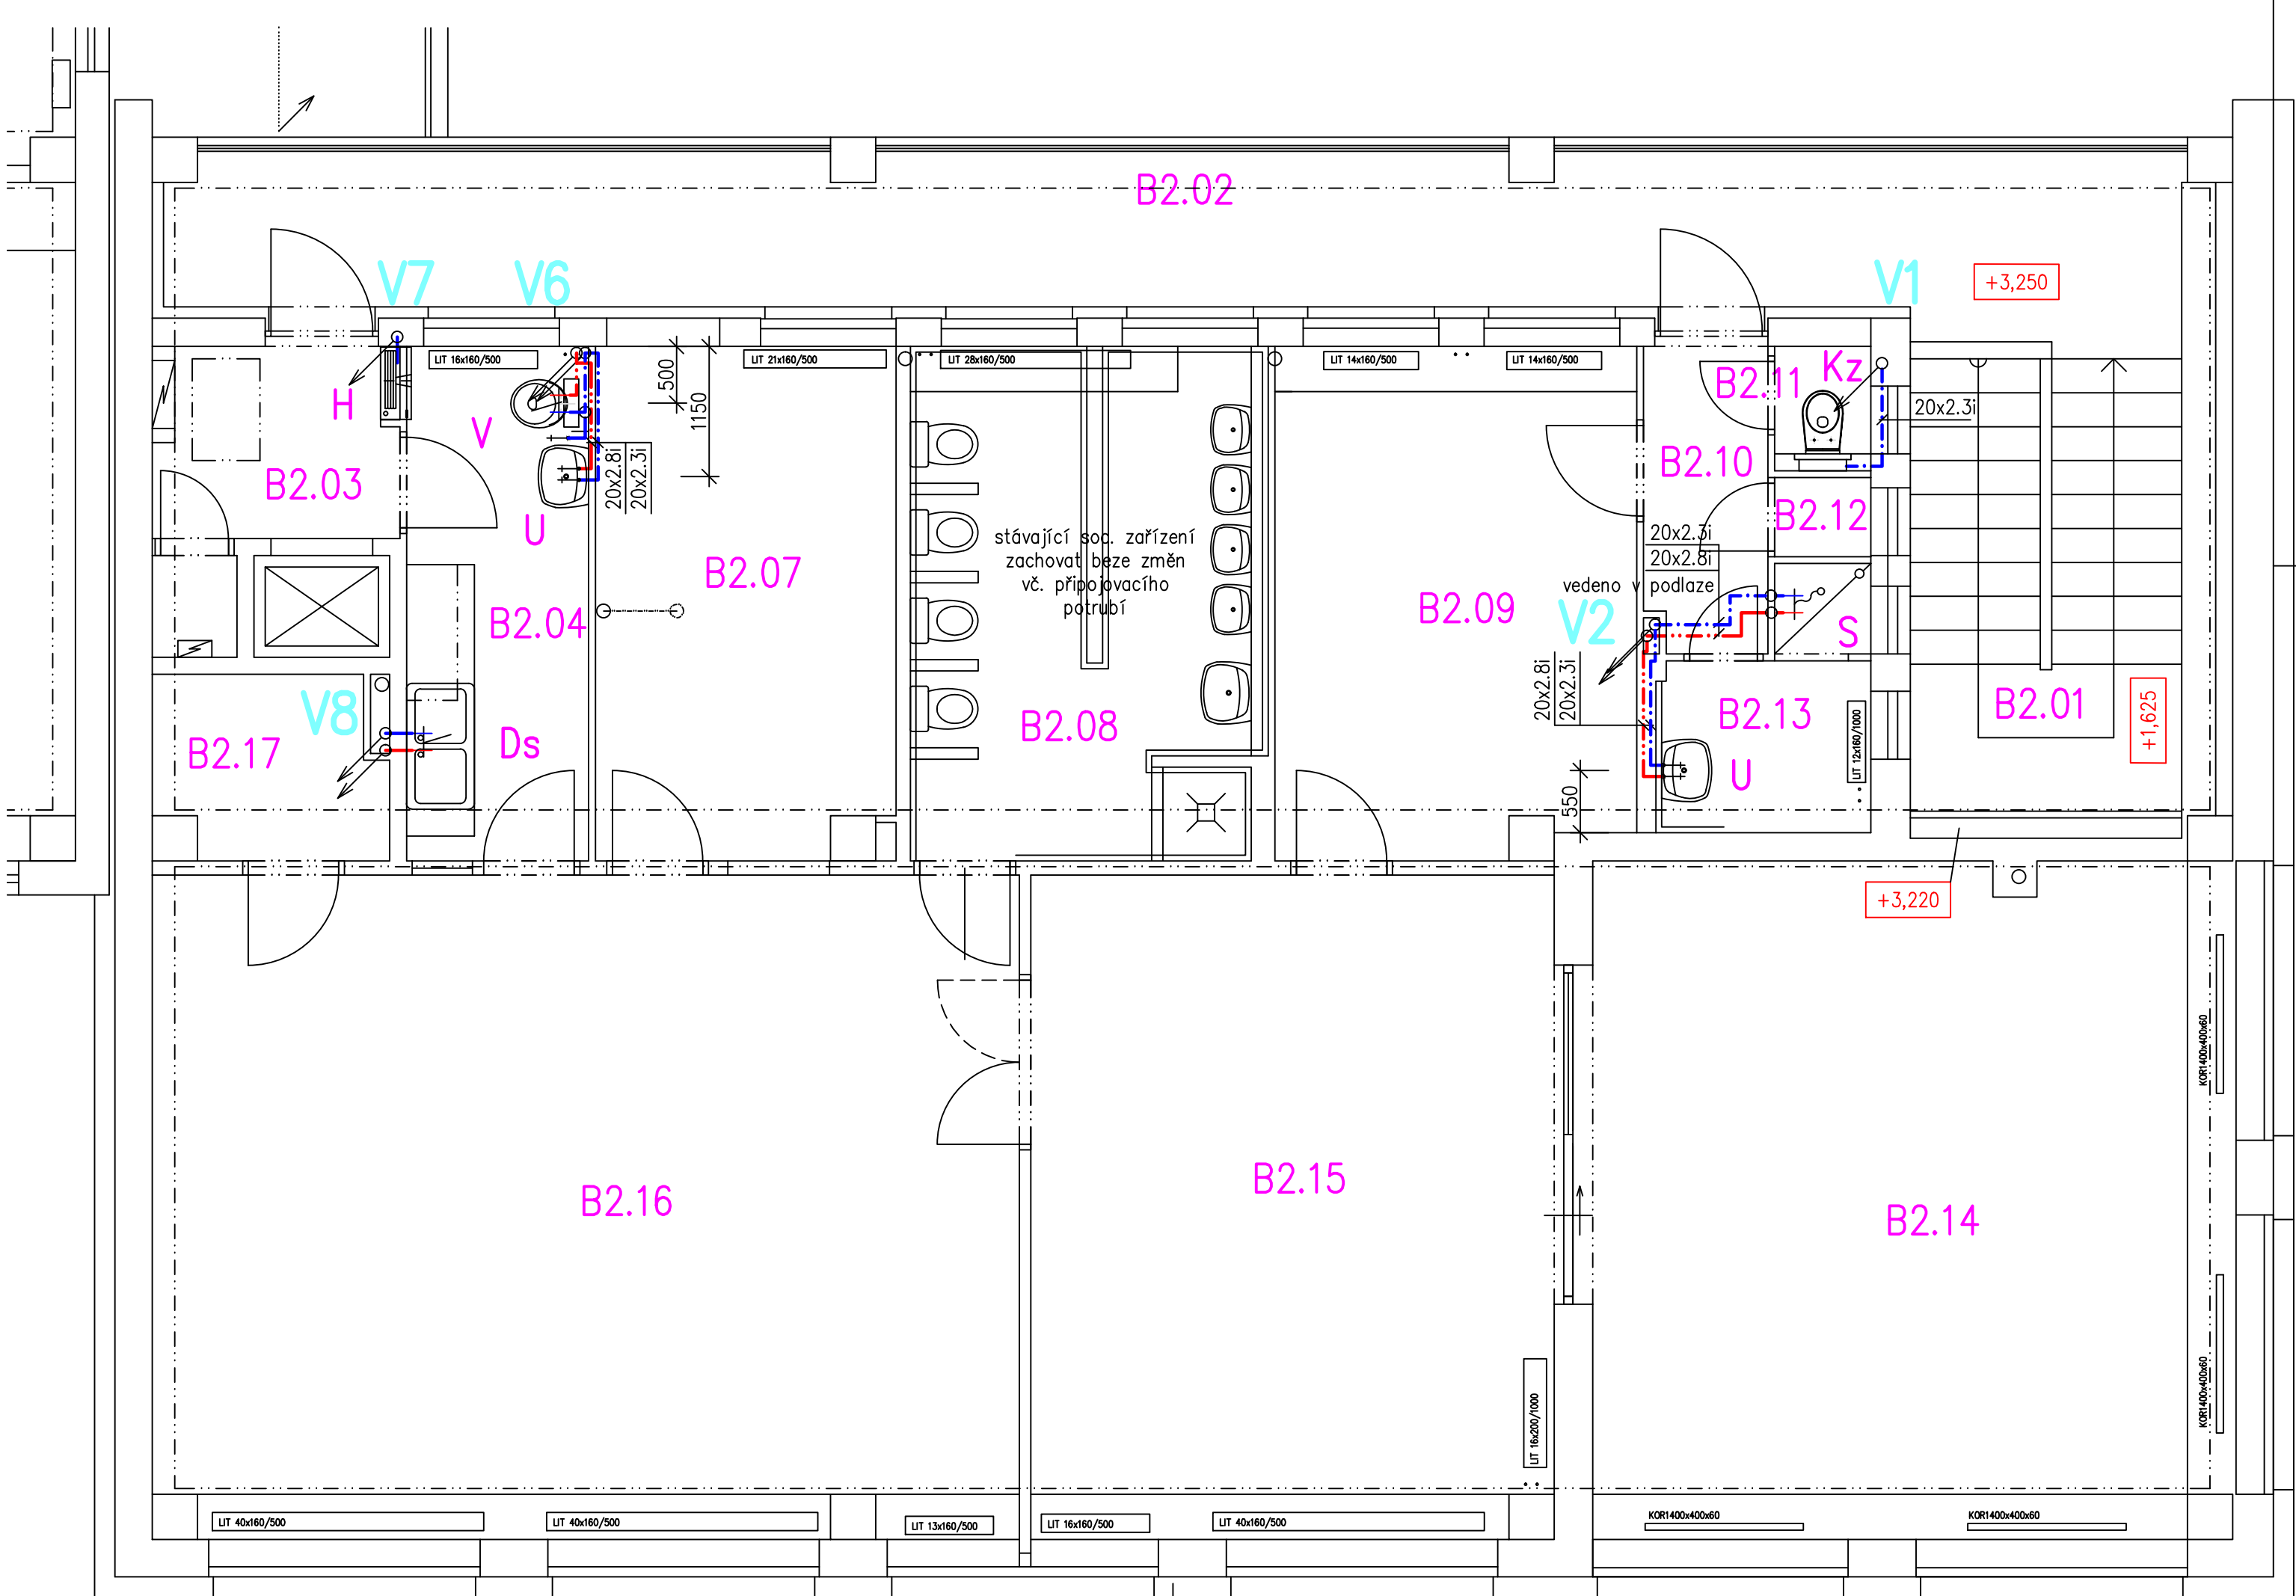 B2.02
V7
V6
V1
+3,250
LIT 16x160/500
LIT 21x160/500
LIT 28x160/500
LIT 14x160/500
LIT 14x160/500
500
1150
H
V
B2.11
Kz
20x2.3i
B2.03
B2.10
20x2.8i
20x2.3i
U
B2.12
stávající soc. zařízení
zachovat beze změn
vč. připojovacího
potrubí
20x2.3i
20x2.8i
vedeno v podlaze
B2.07
B2.04
B2.09
V2
S
V8
B2.17
Ds
B2.08
20x2.8i
20x2.3i
B2.13
U
LIT 12x160/1000
B2.01
+1,625
550
+3,220
KOR1400x400x60
B2.16
B2.15
B2.14
KOR1400x400x60
LIT 16x200/1000
LIT 40x160/500
LIT 40x160/500
LIT 13x160/500
LIT 16x160/500
LIT 40x160/500
KOR1400x400x60
KOR1400x400x60